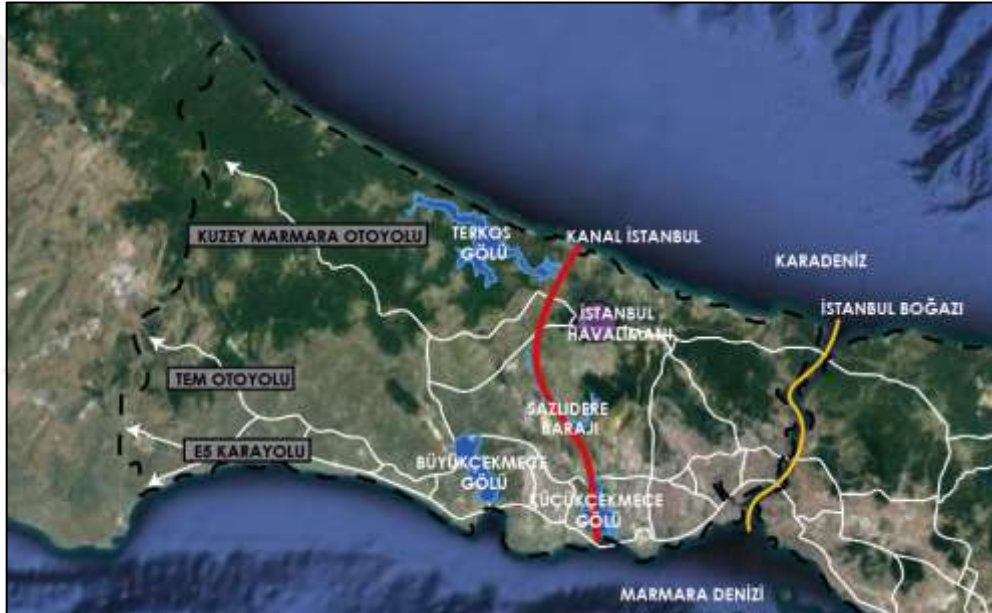 KUZEY MARMARA OTOYOLU
TERKOS
GÖLÜ
KANAL İSTANBUL
KARADENİZ
İSTANBUL
HAVALİMANI
İSTANBUL BOĞAZI
TEM OTOYOLU
SAZLIDERE
BARAJI
E5 KARAYOLU
BÜYÜKÇEKMECE
GÖLÜ
KÜÇÜKÇEKMECE
GÖLÜ
MARMARA DENİZİ